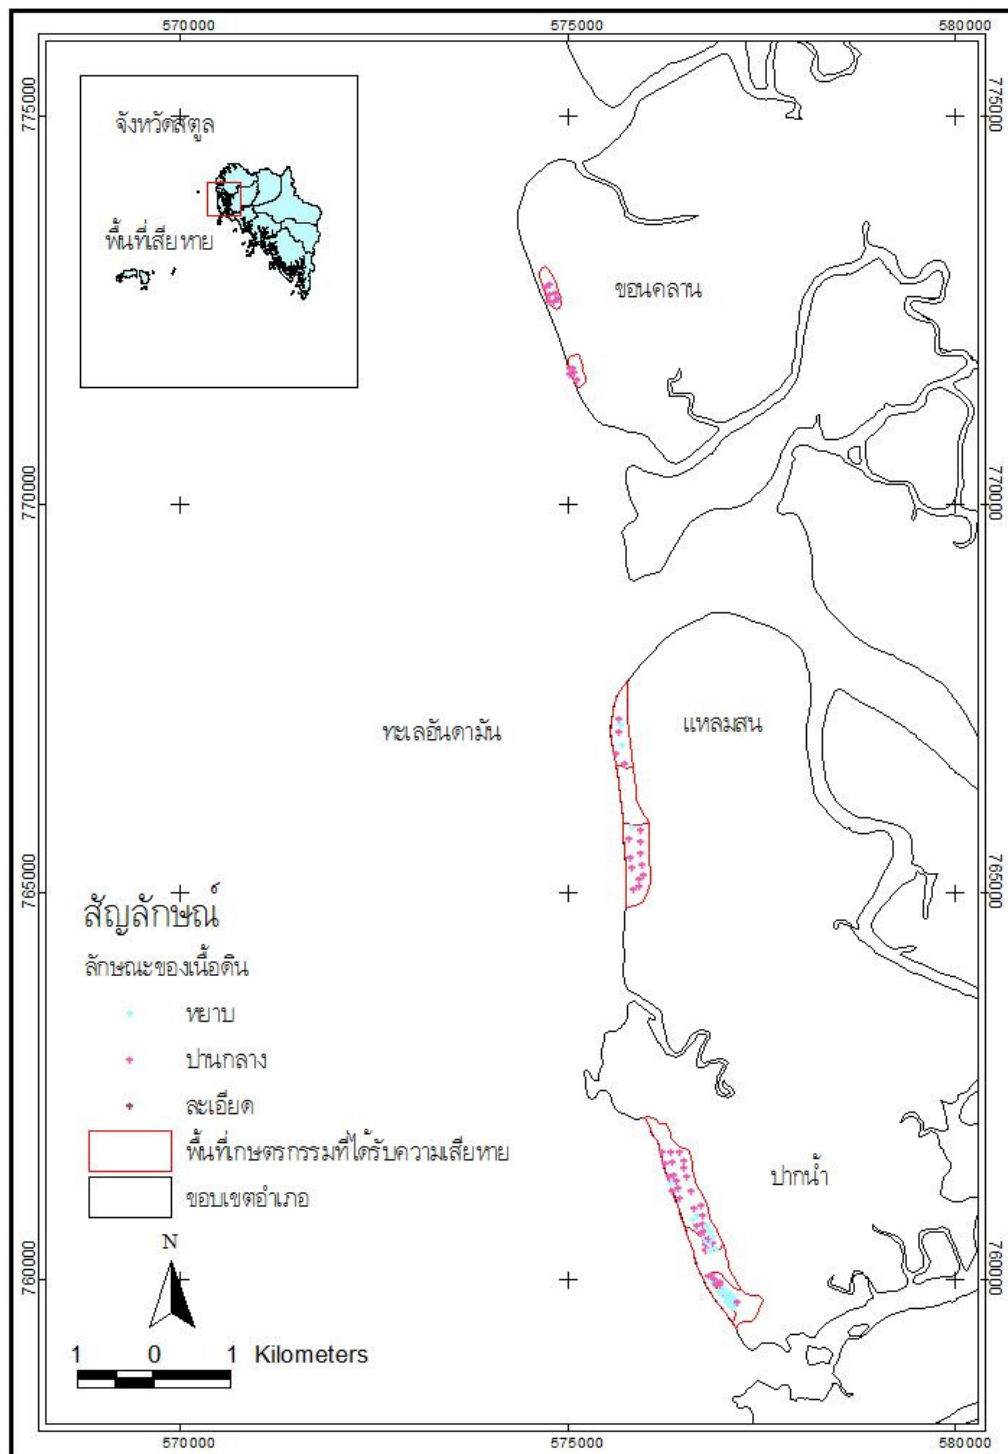 570000
575000
580000
775000
775000
จังหวัดสตูล
พื้นที่เสียหาย
ขอนคลาน
770000
770000
ทะเลอันดามัน
แหลมสน
765000
765000
สัญลักษณ์
ลักษณะของเนื้อดิน
หยาบ
ปานกลาง
ละเอียด
พื้นที่เกษตรกรรมที่ได้รับความเสียหาย
ขอบเขตอำเภอ
ปากน้ำ
N
760000
760000
1 0 1 Kilometers
570000
575000
580000